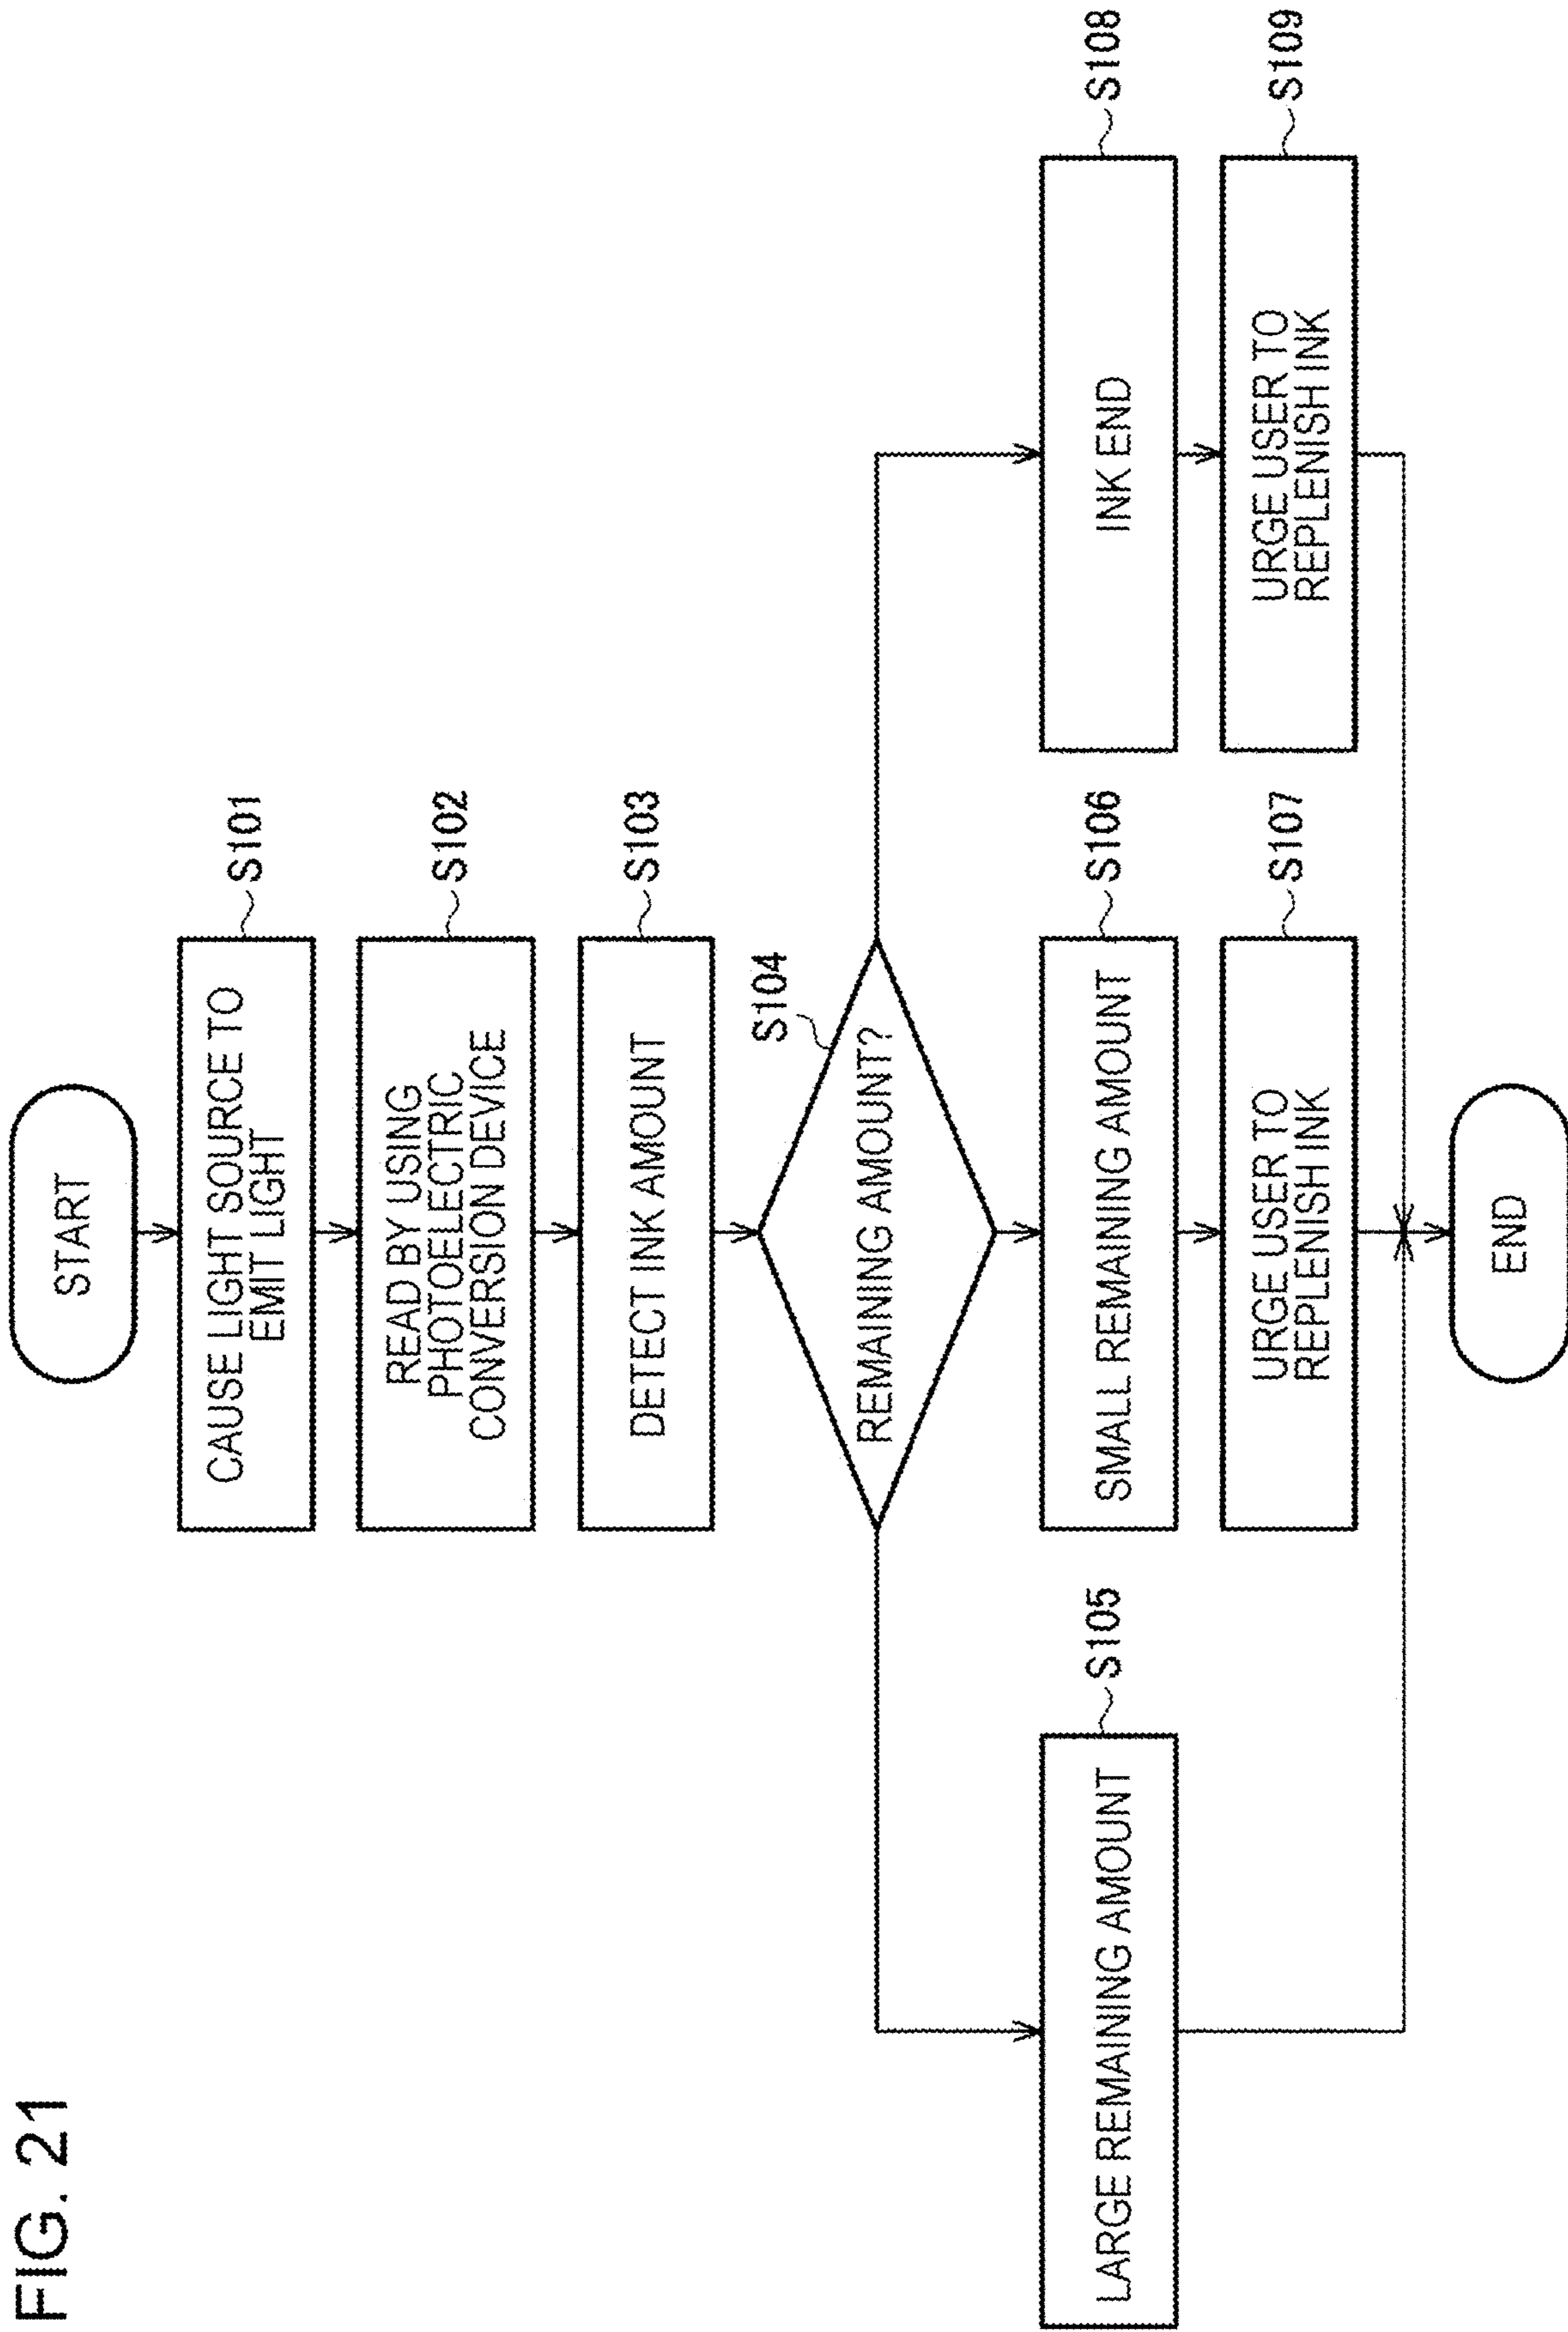 FIG. 21
START
CAUSE LIGHT SOURCE TO
EMIT LIGHT
S101
READ BY USING
PHOTOELECTRIC
CONVERSION DEVICE
S102
DETECT INK AMOUNT
S103
S104
REMAINING AMOUNT?
LARGE REMAINING AMOUNT
S105
SMALL REMAINING AMOUNT
S106
INK END
S108
URGE USER TO
REPLENISH INK
S107
URGE USER TO
REPLENISH INK
S109
END